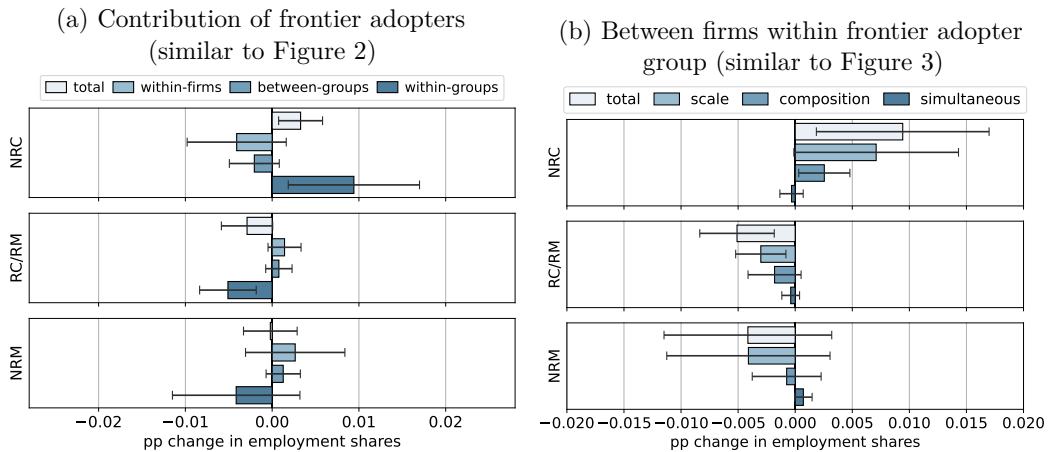 (a) Contribution of frontier adopters
(similar to Figure 2)
total within-firms between-groups within-groups
NRC
RC/RM
NRM
−0.02 −0.01 0.00 0.01 0.02
pp change in employment shares
(b) Between firms within frontier adopter
group (similar to Figure 3)
total scale composition simultaneous
NRC
RC/RM
NRM
−0.020 −0.015 −0.010 −0.005 0.000 0.005 0.010 0.015 0.020
pp change in employment shares